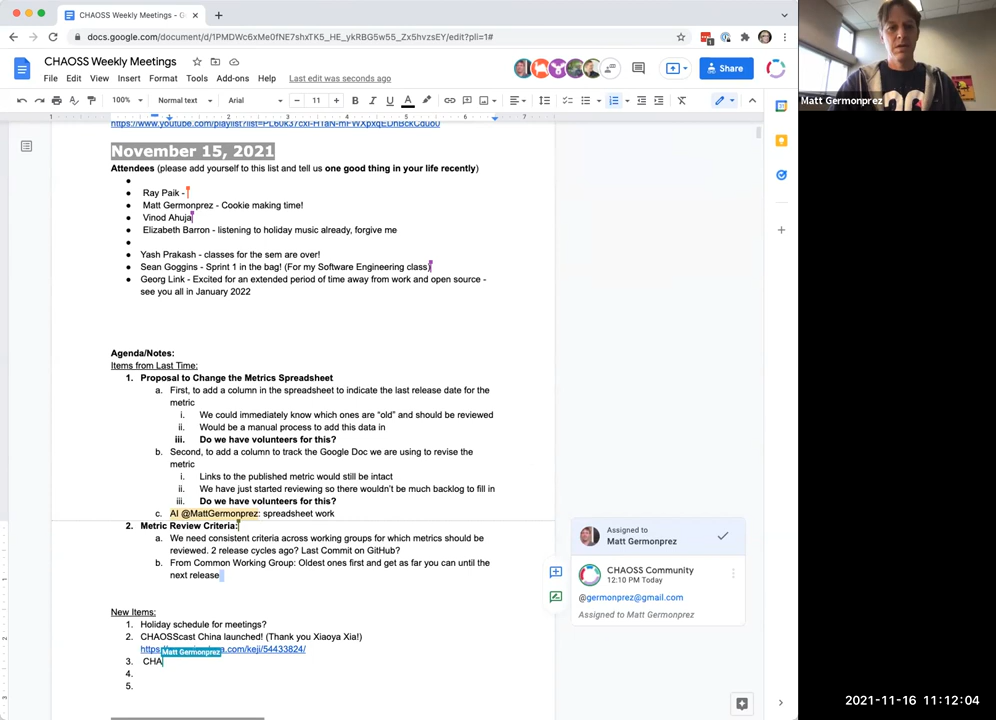 CHAOSS Weekly Meetings - G
docs.google.com/document/d/1PMDWc6xMe0fNE7shxTK5_HE_ykRBG5w55_Zx5hvzsEY/edit?pli=1#
CHAOSS Weekly Meetings
File Edit View Insert Format Tools Add-ons Help Last edit was seconds ago
Share
100% Normal text Arial 11
Matt Germonprez
November 15, 2021
Attendees (please add yourself to this list and tell us one good thing in your life recently)
Ray Paik -
Matt Germonprez - Cookie making time!
Vinod Ahuja
Elizabeth Barron - listening to holiday music already, forgive me
Yash Prakash - classes for the sem are over!
Sean Goggins - Sprint 1 in the bag! (For my Software Engineering class)
Georg Link - Excited for an extended period of time away from work and open source -
see you all in January 2022
Agenda/Notes:
Items from Last Time:
1. Proposal to Change the Metrics Spreadsheet
a. First, to add a column in the spreadsheet to indicate the last release date for the
metric
i. We could immediately know which ones are “old” and should be reviewed
ii. Would be a manual process to add this data in
iii. Do we have volunteers for this?
b. Second, to add a column to track the Google Doc we are using to revise the
metric
i. Links to the published metric would still be intact
ii. We have just started reviewing so there wouldn’t be much backlog to fill in
iii. Do we have volunteers for this?
c. AI @MattGermonprez: spreadsheet work
2. Metric Review Criteria:
a. We need consistent criteria across working groups for which metrics should be
reviewed. 2 release cycles ago? Last Commit on GitHub?
b. From Common Working Group: Oldest ones first and get as far you can until the
next release
Assigned to
Matt Germonprez
CHAOSS Community
12:10 PM Today
@germonprez@gmail.com
Assigned to Matt Germonprez
New Items:
1. Holiday schedule for meetings?
2. CHAOSScast China launched! (Thank you Xiaoya Xia!)
a.com/keji/54433824/
Matt Germonprez
3. CHA
4.
5.
2021-11-16 11:12:04